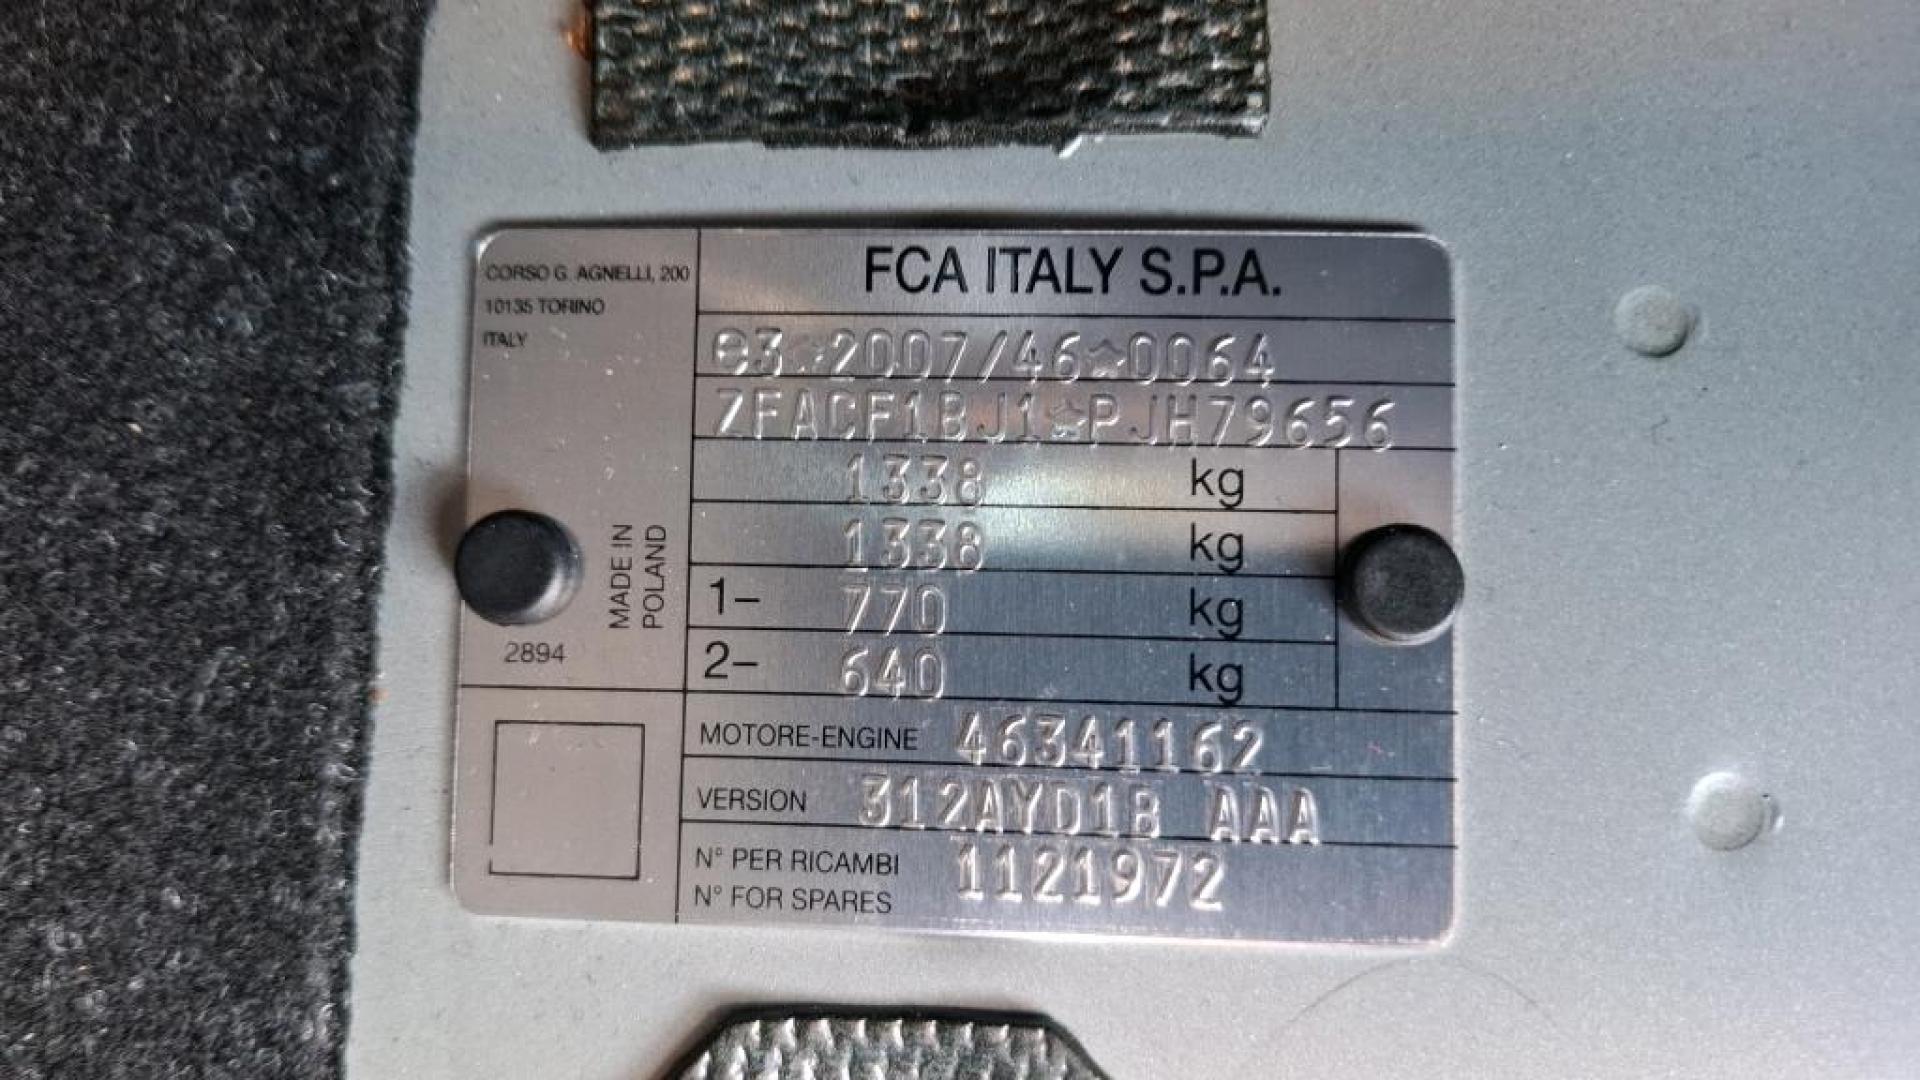 CORSO G. AGNELLI, 200
10135 TORINO
ITALY
FCA ITALY S.P.A.
e3☆2007/46☆0064
ZFACF1BJ1☆PJH79656
1338 kg
1338 kg
1- 770 kg
2- 640 kg
MADE IN
POLAND
2894
MOTORE-ENGINE 46341162
VERSION 312AYD1B AAA
N° PER RICAMBI
N° FOR SPARES 1121972